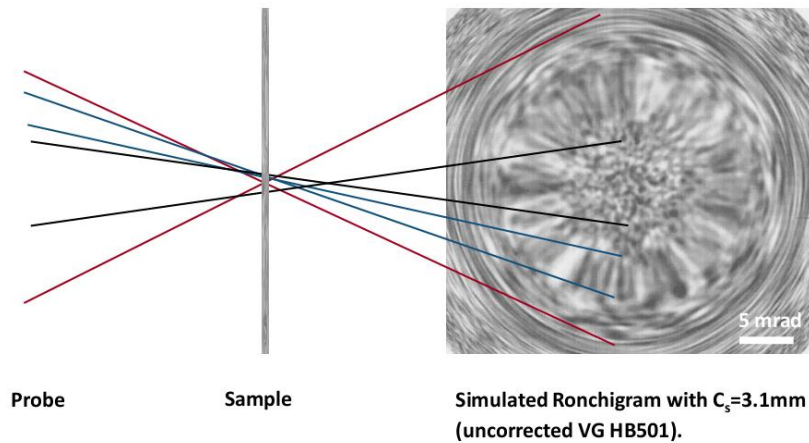 5 mrad
Probe
Sample
Simulated Ronchigram with Cₛ=3.1mm
(uncorrected VG HB501).